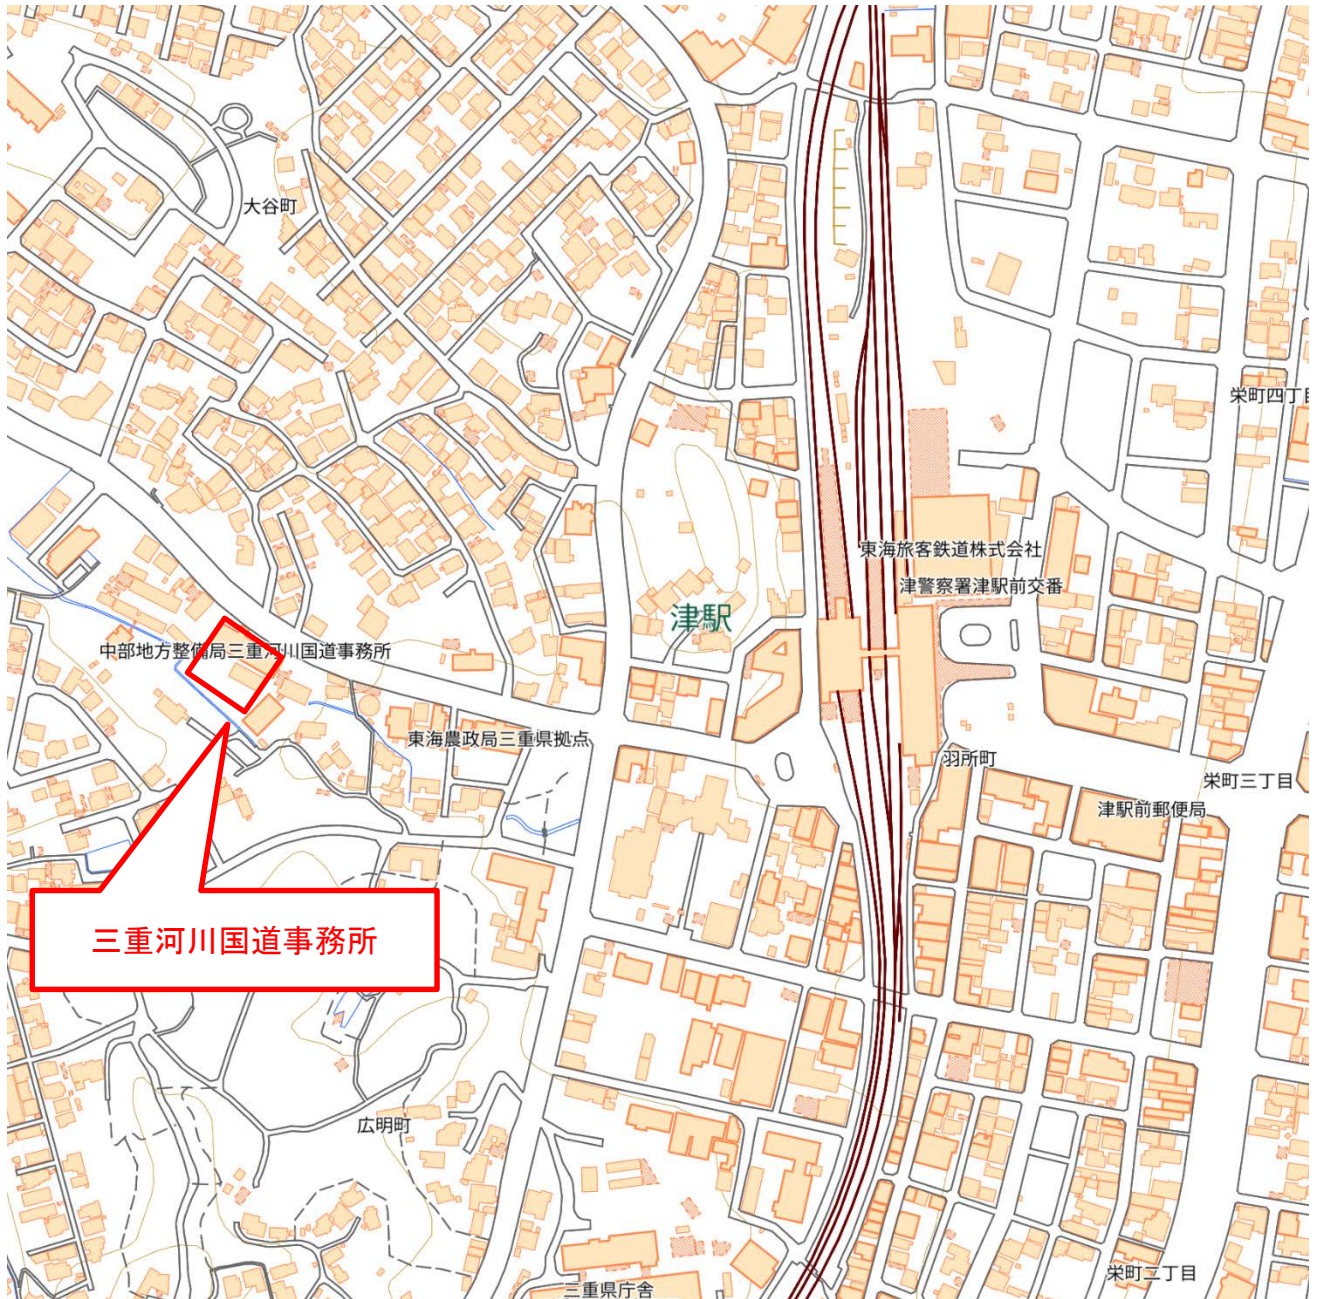 大谷町
栄町四丁目
東海旅客鉄道株式会社
津警察署津駅前交番
津駅
中部地方整備局三重河川国道事務所
東海農政局三重県拠点
羽所町
栄町三丁目
津駅前郵便局
三重河川国道事務所
広明町
栄町二丁目
三重県庁舎